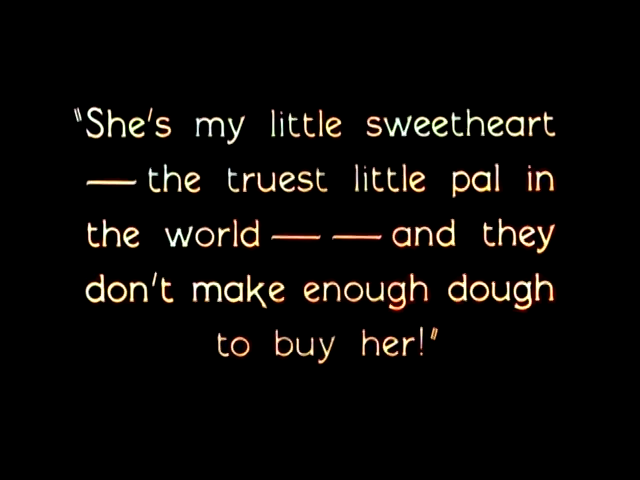 "She's my little sweetheart
— the truest little pal in
the world — — and they
don't make enough dough
to buy her!"